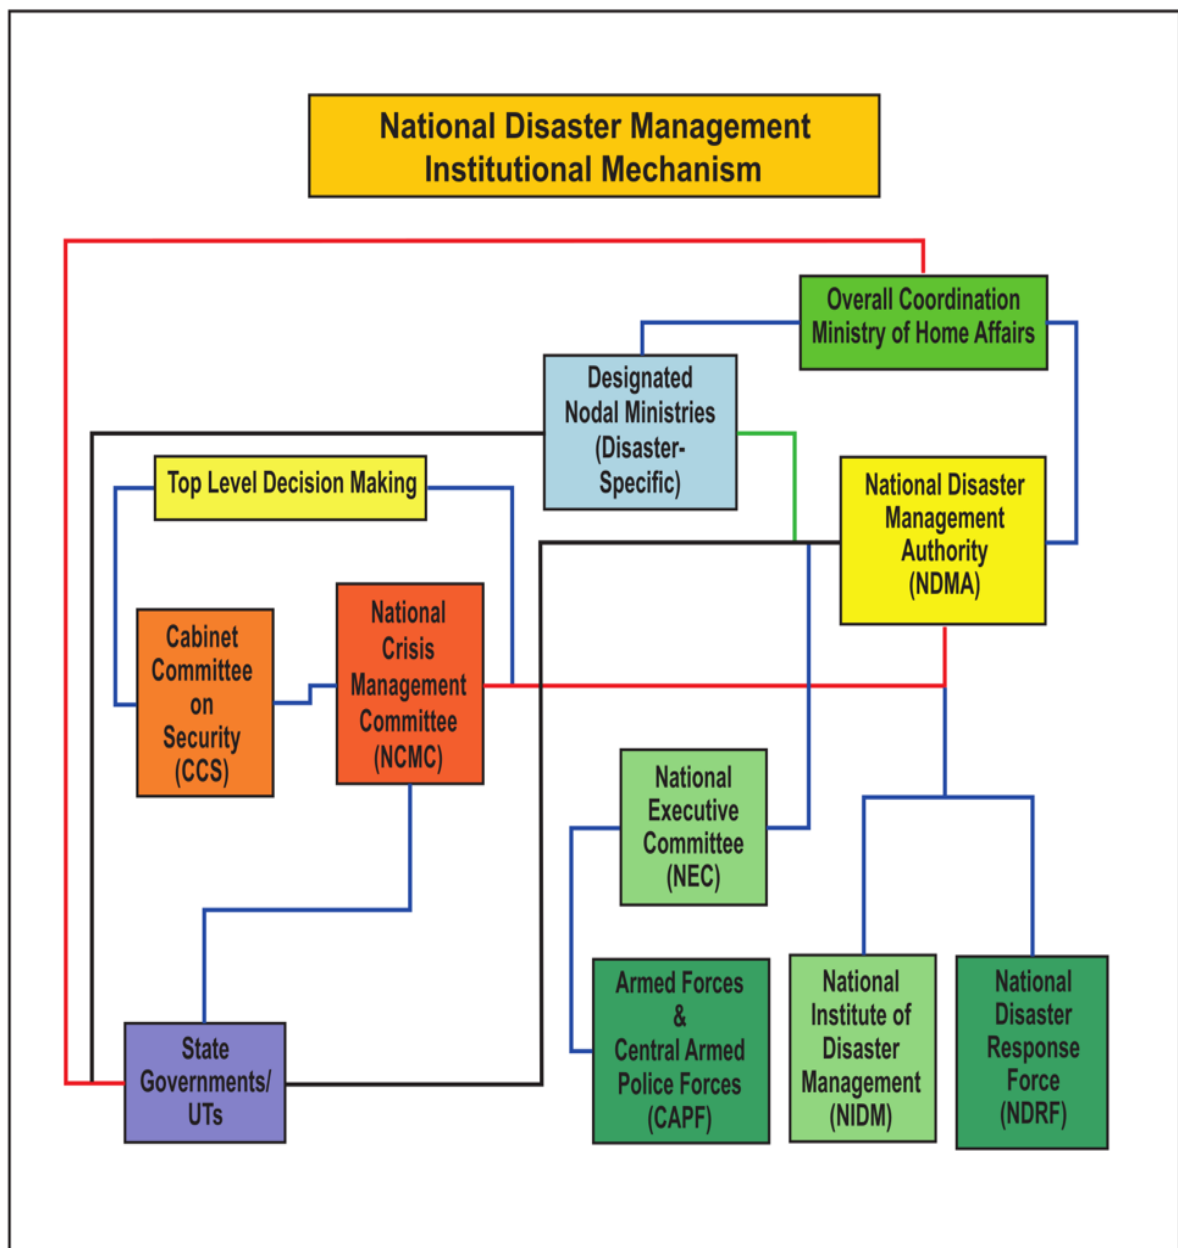 National Disaster Management
Institutional Mechanism
Overall Coordination
Ministry of Home Affairs
Designated
Nodal Ministries
(Disaster-
Specific)
Top Level Decision Making
National Disaster
Management
Authority
(NDMA)
Cabinet
Committee
on
Security
(CCS)
National
Crisis
Management
Committee
(NCMC)
National
Executive
Committee
(NEC)
State
Governments/
UTs
Armed Forces
&
Central Armed
Police Forces
(CAPF)
National
Institute of
Disaster
Management
(NIDM)
National
Disaster
Response
Force
(NDRF)